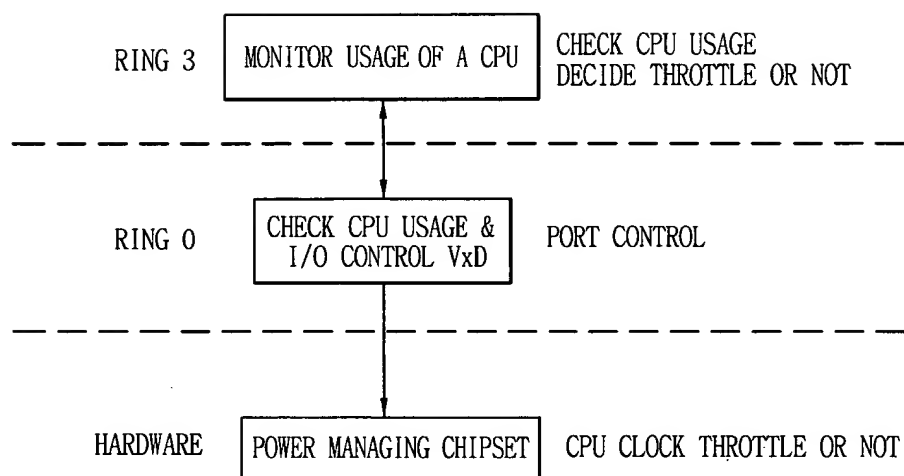 RING 3
MONITOR USAGE OF A CPU
CHECK CPU USAGE
DECIDE THROTTLE OR NOT
RING 0
CHECK CPU USAGE &
I/O CONTROL VxD
PORT CONTROL
HARDWARE
POWER MANAGING CHIPSET
CPU CLOCK THROTTLE OR NOT